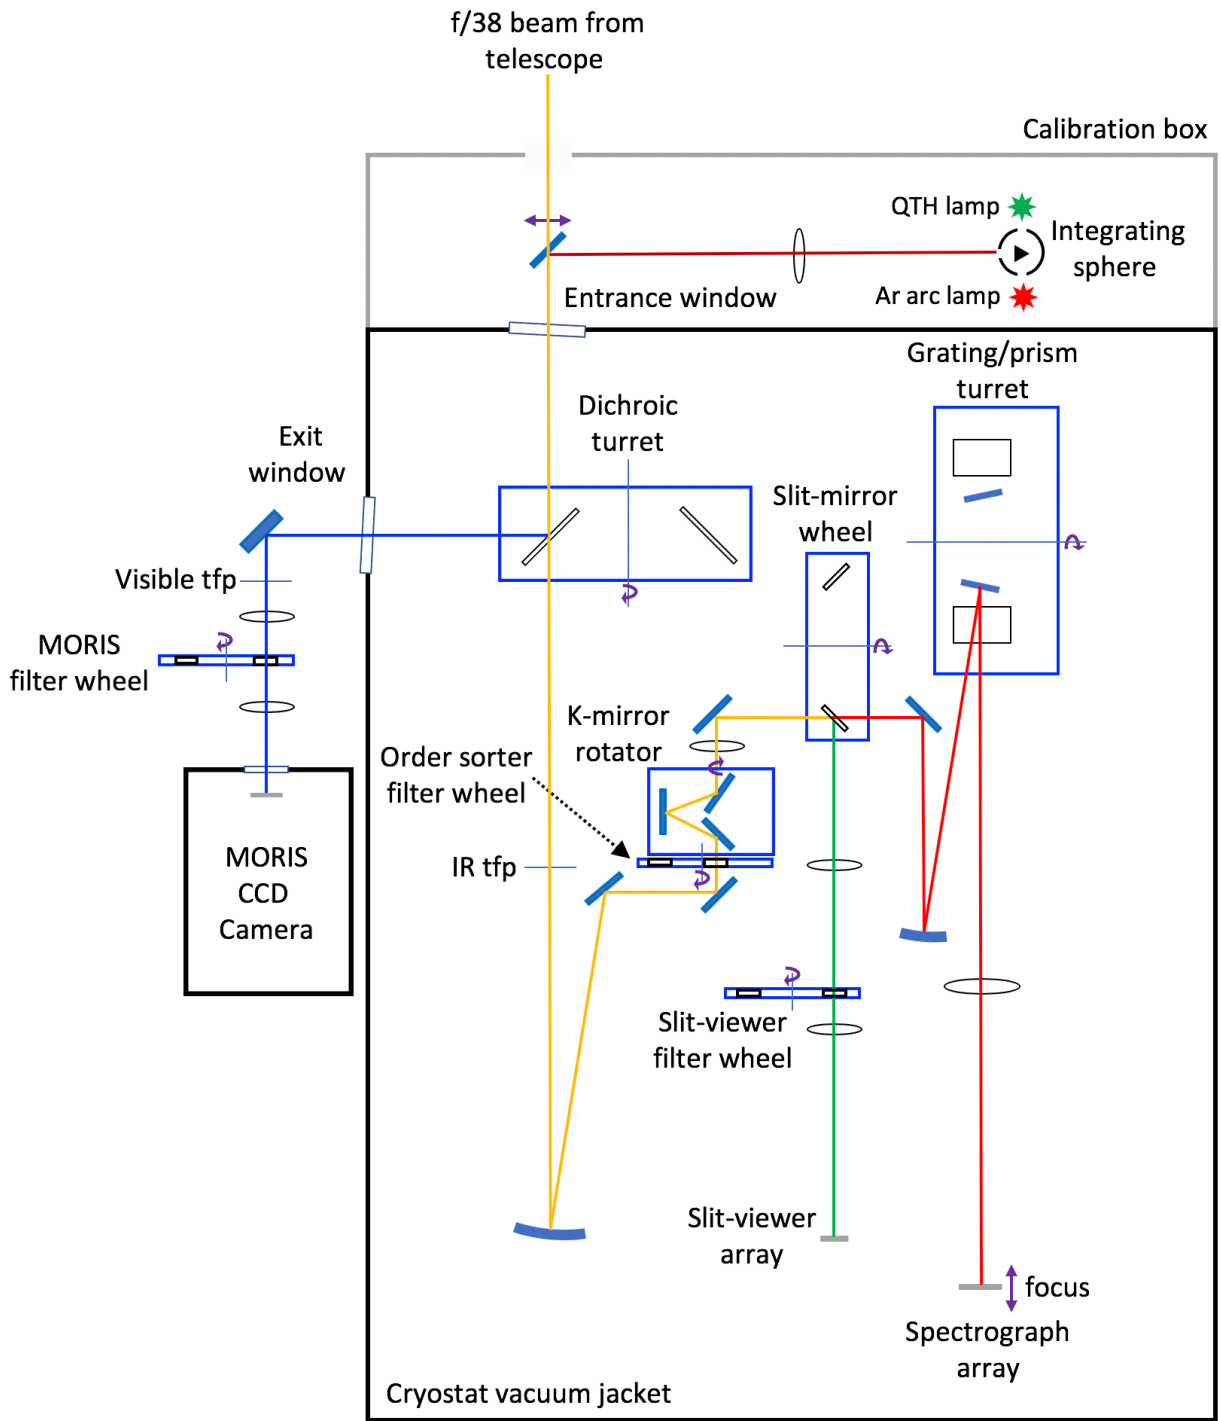 f/38 beam from
telescope
Calibration box
QTH lamp
Integrating
sphere
Ar arc lamp
Entrance window
Grating/prism
turret
Dichroic
turret
Exit
window
Slit-mirror
wheel
Visible tfp
MORIS
filter wheel
K-mirror
rotator
Order sorter
filter wheel
IR tfp
MORIS
CCD
Camera
Slit-viewer
filter wheel
Slit-viewer
array
focus
Spectrograph
array
Cryostat vacuum jacket